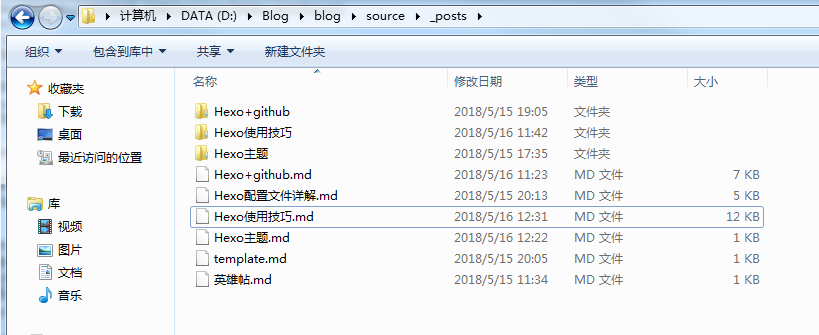 计算机 DATA (D:) Blog blog source _posts
组织 包含到库中 共享 新建文件夹
收藏夹
下载
桌面
最近访问的位置
库
视频
图片
文档
音乐
名称 修改日期 类型 大小
Hexo+github 2018/5/15 19:05 文件夹
Hexo使用技巧 2018/5/16 11:42 文件夹
Hexo主题 2018/5/15 17:35 文件夹
Hexo+github.md 2018/5/16 11:23 MD 文件 7 KB
Hexo配置文件详解.md 2018/5/15 20:13 MD 文件 5 KB
Hexo使用技巧.md 2018/5/16 12:31 MD 文件 12 KB
Hexo主题.md 2018/5/16 12:22 MD 文件 1 KB
template.md 2018/5/15 20:05 MD 文件 1 KB
英雄帖.md 2018/5/15 11:34 MD 文件 1 KB